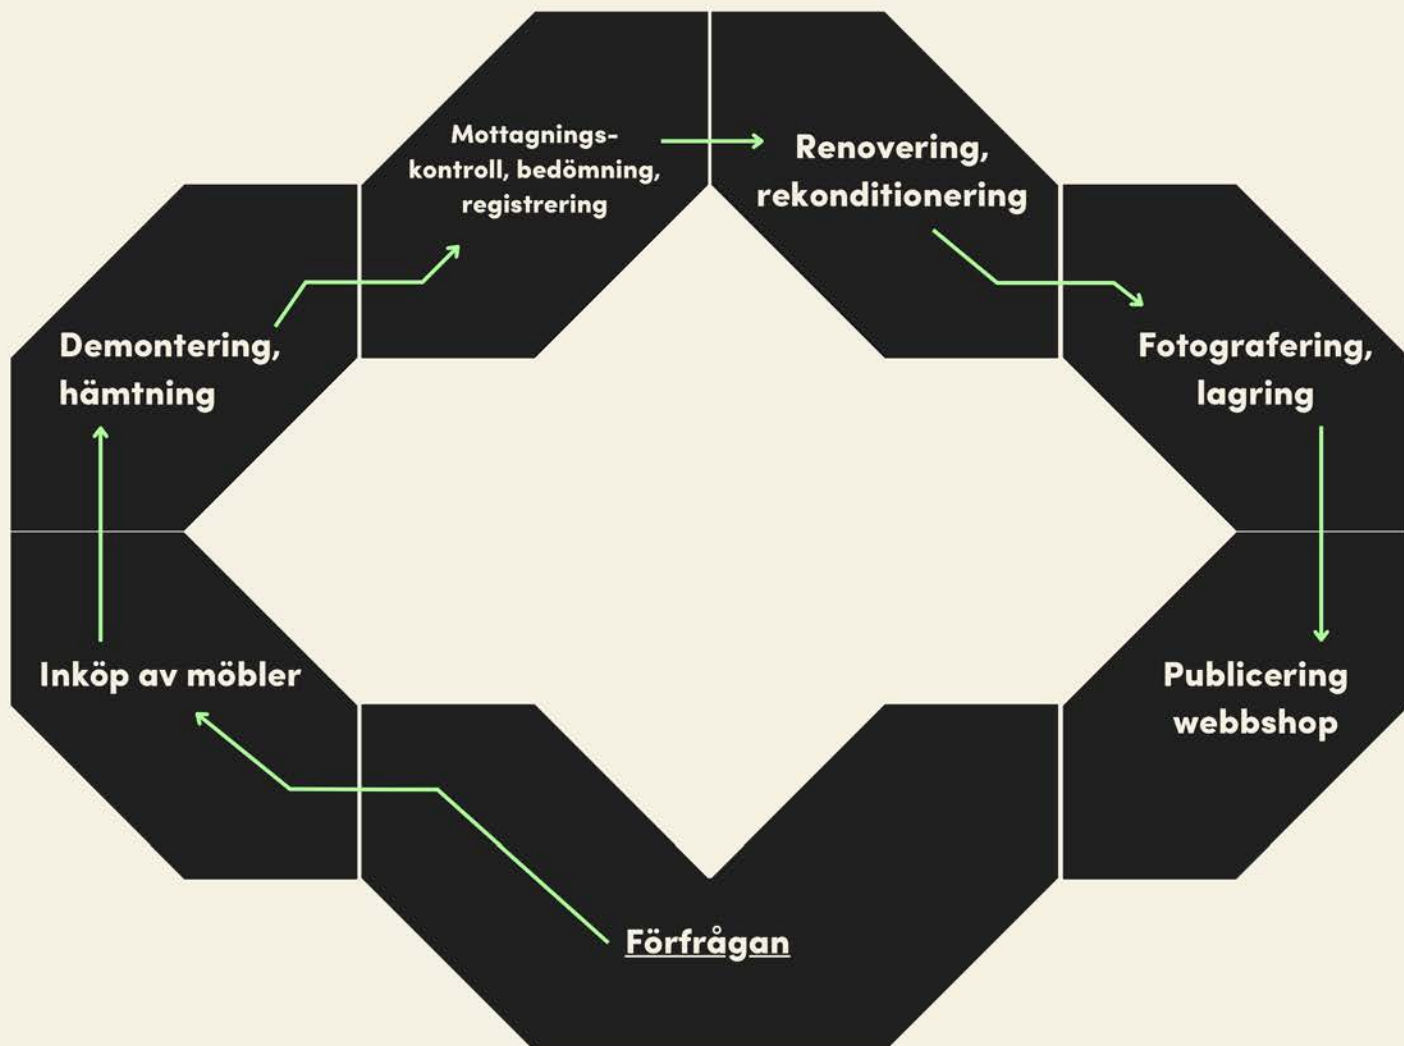 Mottagnings-
kontroll, bedömning,
registrering
Renovering,
rekonditionering
Demontering,
hämtning
Fotografering,
lagring
Inköp av möbler
Publicering
webbshop
Förfrågan